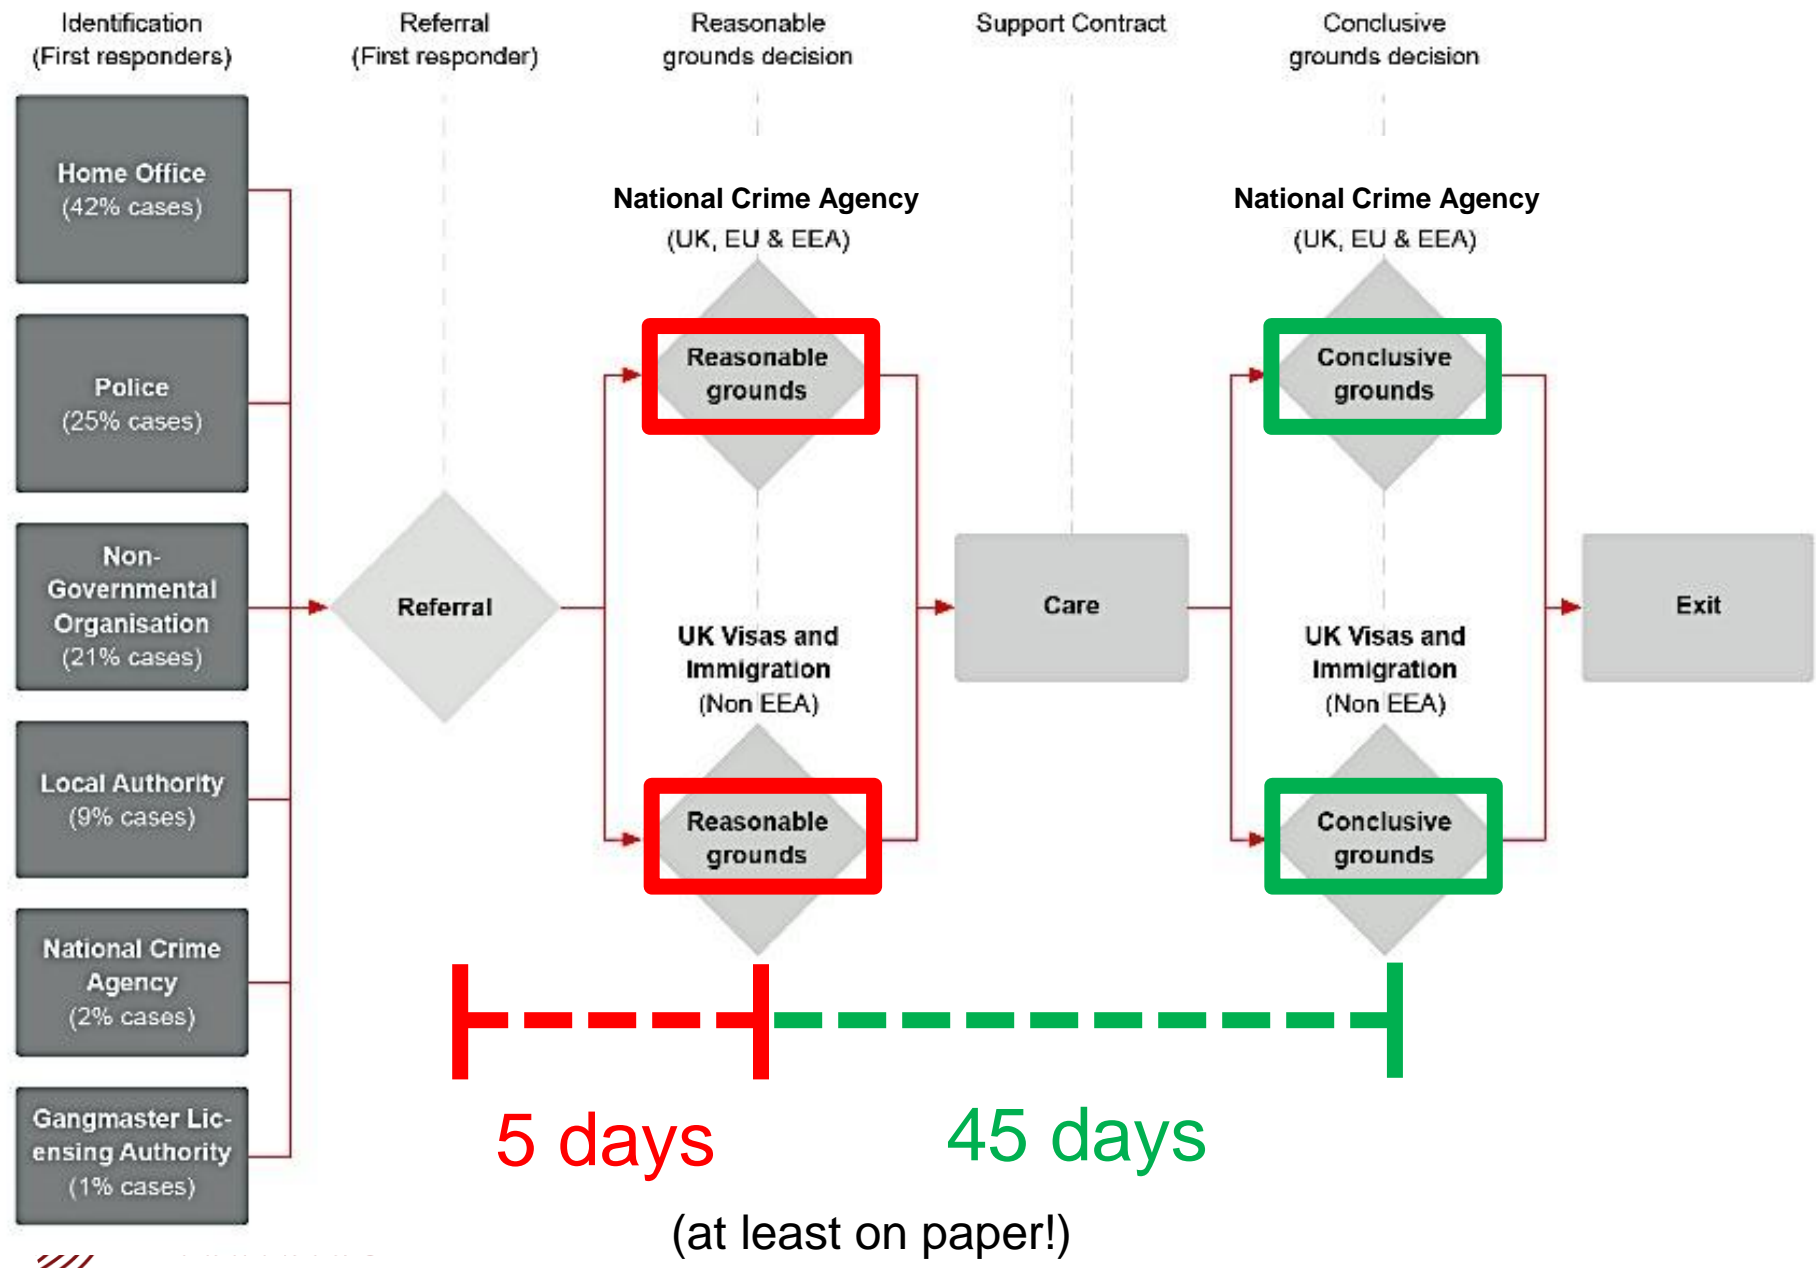 Identification
(First responders)
Referral
(First responder)
Reasonable
grounds decision
Support Contract
Conclusive
grounds decision
Home Office
(42% cases)
Police
(25% cases)
Non-
Governmental
Organisation
(21% cases)
Local Authority
(9% cases)
National Crime
Agency
(2% cases)
Gangmaster Lic-
ensing Authority
(1% cases)
Referral
National Crime Agency
(UK, EU & EEA)
Reasonable
grounds
UK Visas and
Immigration
(Non EEA)
Reasonable
grounds
Care
National Crime Agency
(UK, EU & EEA)
Conclusive
grounds
UK Visas and
Immigration
(Non EEA)
Conclusive
grounds
Exit
5 days
45 days
(at least on paper!)